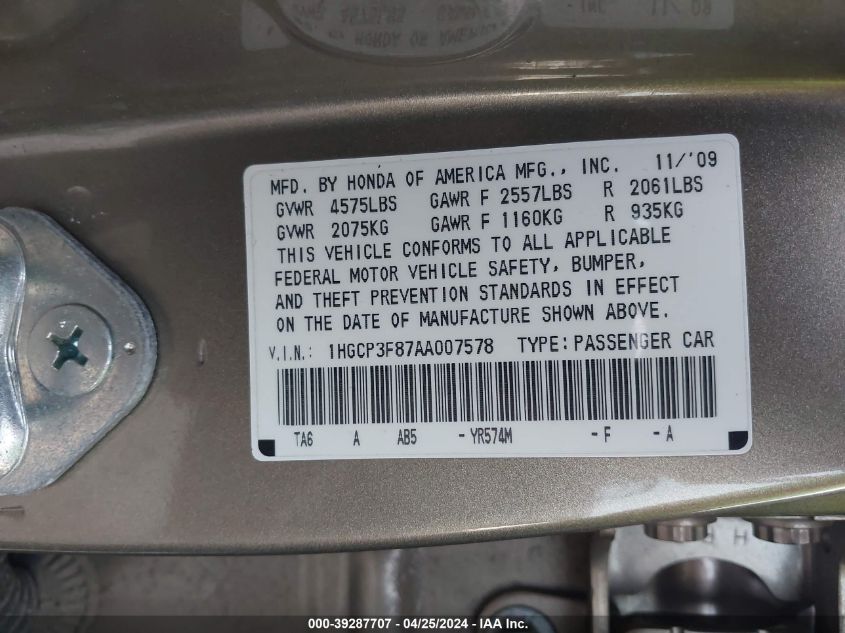 MFD. BY HONDA OF AMERICA MFG., INC. 11/'09
GVWR 4575LBS GAWR F 2557LBS R 2061LBS
GVWR 2075KG GAWR F 1160KG R 935KG
THIS VEHICLE CONFORMS TO ALL APPLICABLE
FEDERAL MOTOR VEHICLE SAFETY, BUMPER,
AND THEFT PREVENTION STANDARDS IN EFFECT
ON THE DATE OF MANUFACTURE SHOWN ABOVE.
V.I.N.: 1HGCP3F87AA007578 TYPE: PASSENGER CAR
TA6 A AB5 -YR574M -F -A
000-39287707 - 04/25/2024 - IAA Inc.